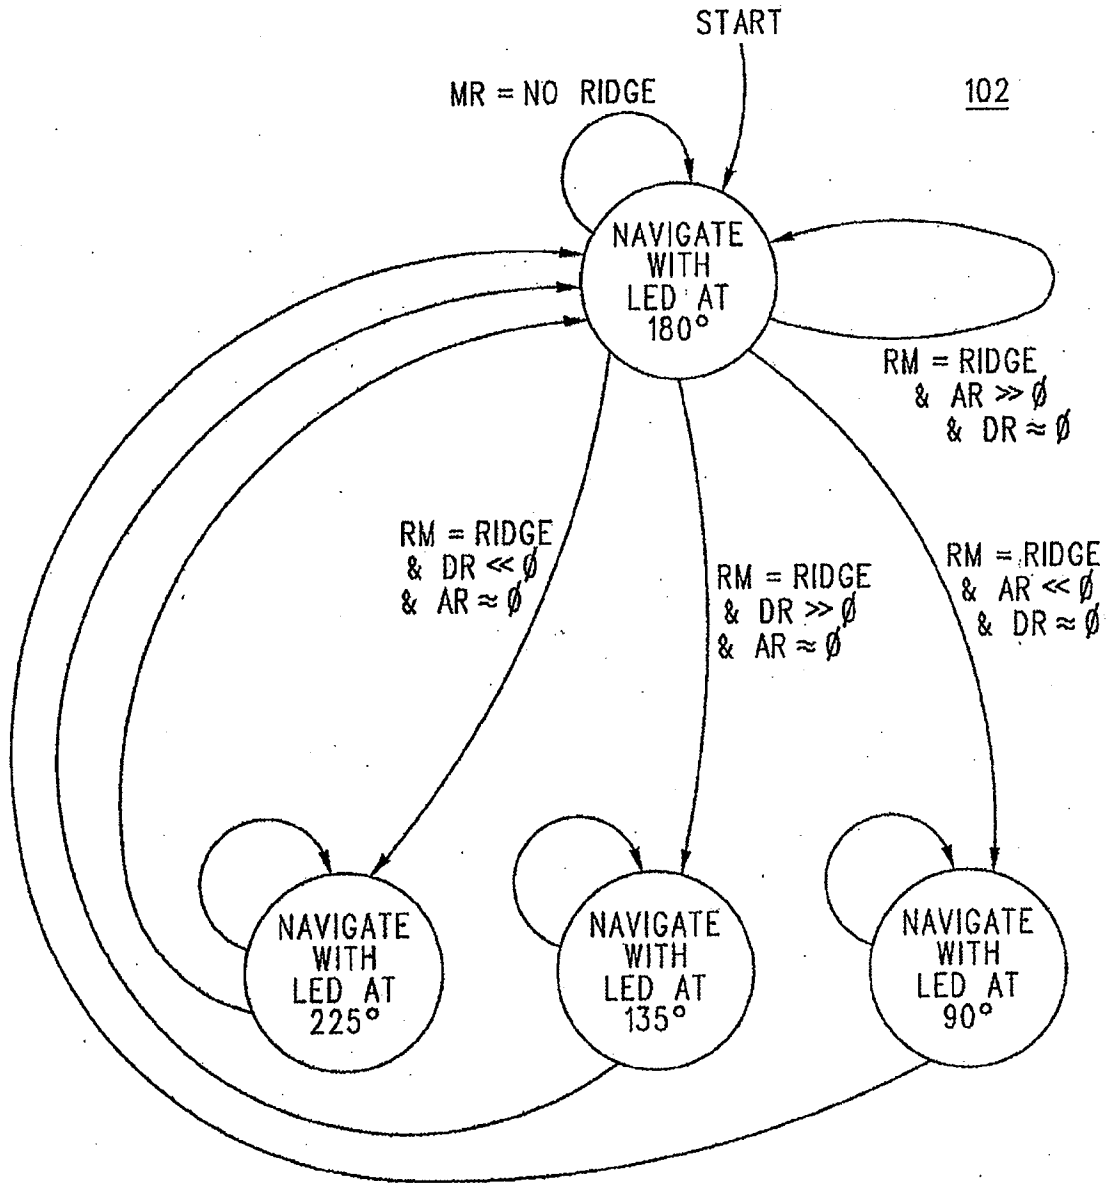 START
MR = NO RIDGE
102
NAVIGATE
WITH
LED AT
180°
RM = RIDGE
& AR >> Ø
& DR ≈ Ø
RM = RIDGE
& DR << Ø
& AR ≈ Ø
RM = RIDGE
& DR >> Ø
& AR ≈ Ø
RM = RIDGE
& AR << Ø
& DR ≈ Ø
NAVIGATE
WITH
LED AT
225°
NAVIGATE
WITH
LED AT
135°
NAVIGATE
WITH
LED AT
90°